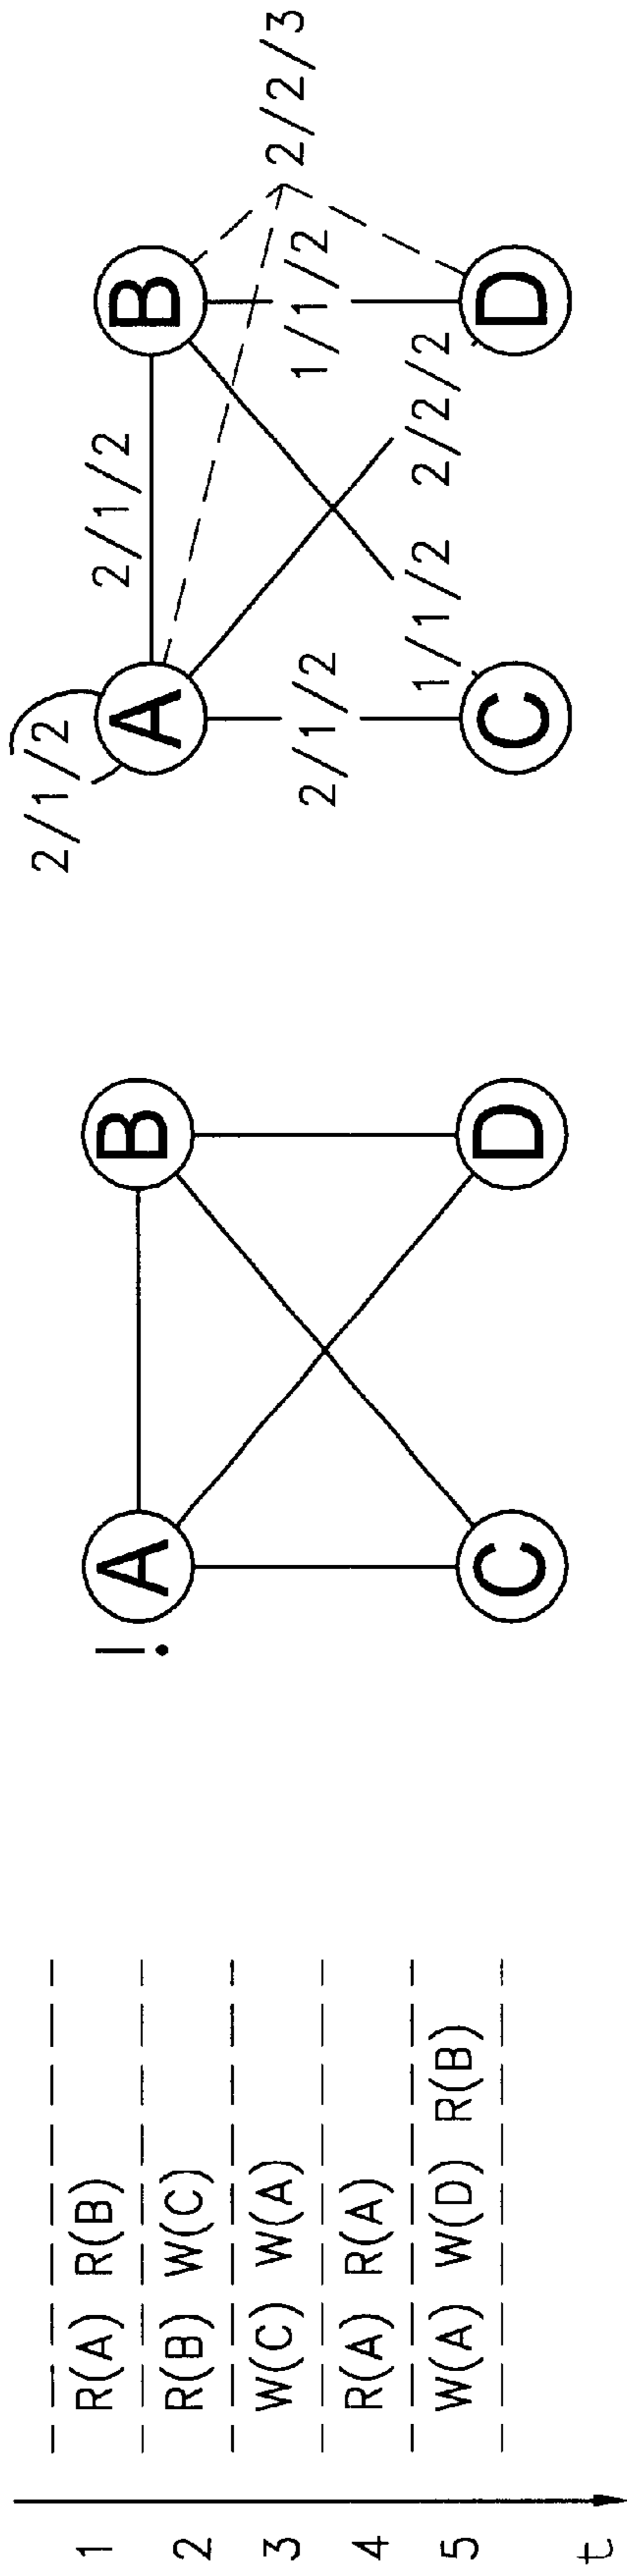 1 R(A) R(B)
2 R(B) W(C)
3 W(C) W(A)
4 R(A) R(A)
5 W(A) W(D) R(B)
t
! A B
C D
2/1/2
A 2/1/2 B
2/2/3
2/1/2 1/1/2
1/1/2 2/2/2
C D